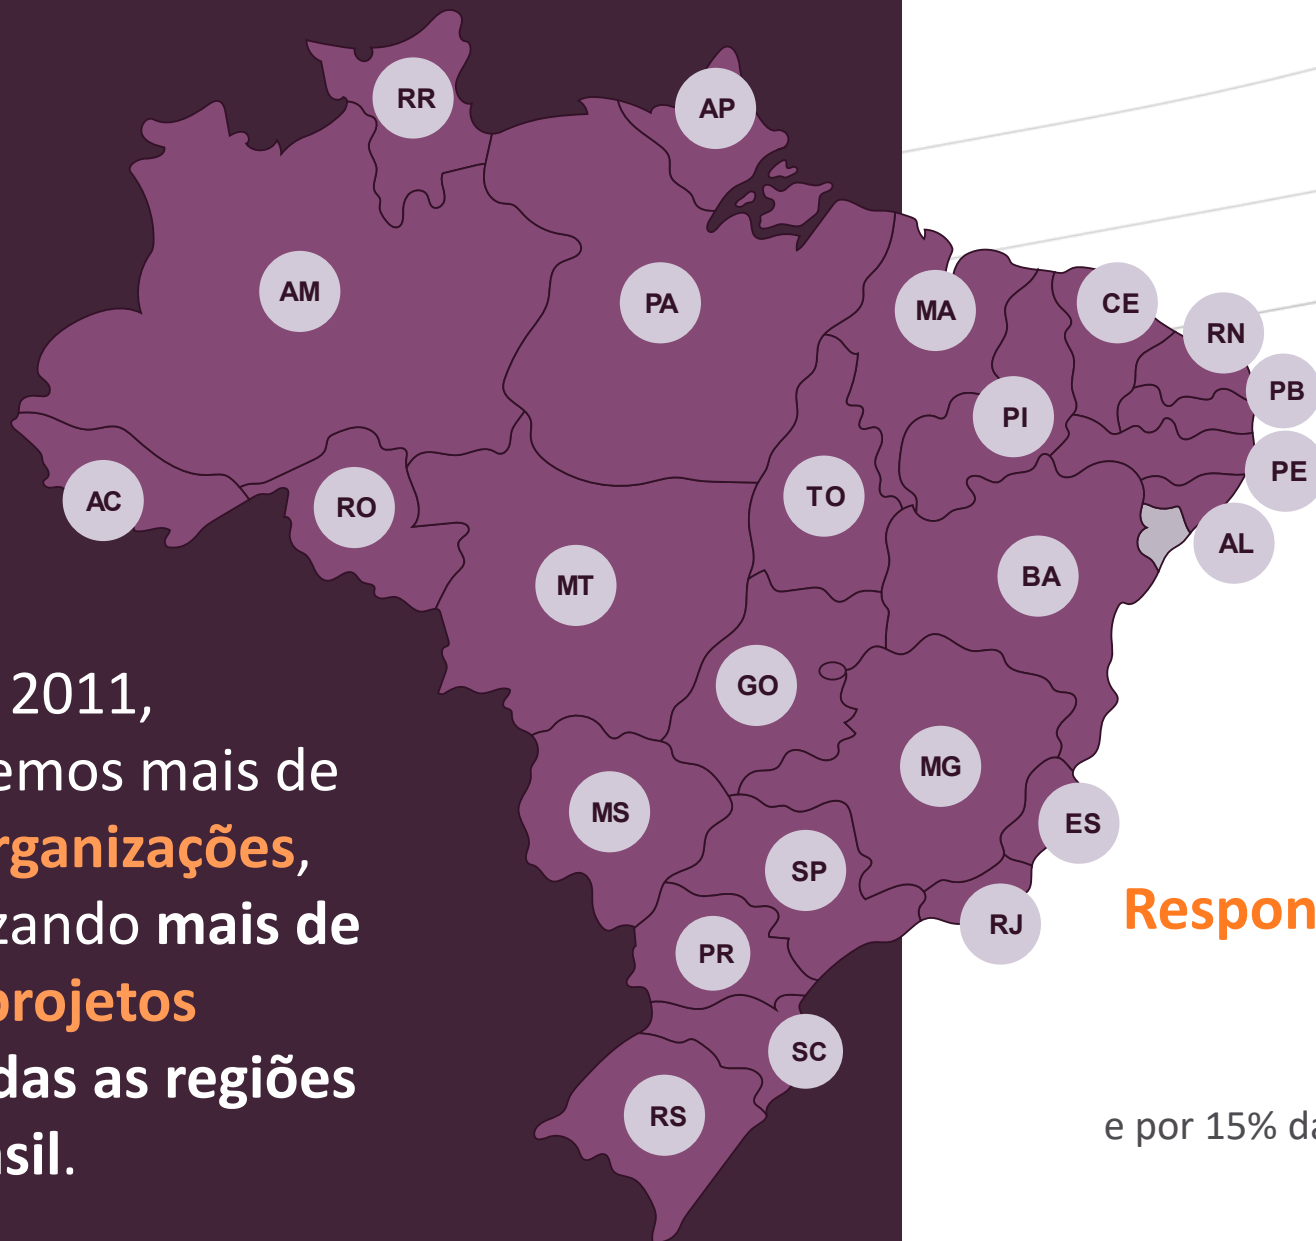 RR
AP
AM
PA
MA
CE
RN
PB
PI
PE
AC
RO
TO
AL
MT
BA
GO
MG
MS
ES
SP
RJ
PR
SC
RS
2011,
emos mais de
rganizações,
zando mais de
projetos
das as regiões
sil.
Respon
e por 15% da